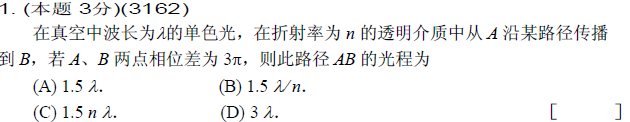 1. (本题 3分)(3162)
在真空中波长为λ的单色光，在折射率为 n 的透明介质中从 A 沿某路径传播
到 B，若 A、B 两点相位差为 3π，则此路径 AB 的光程为
(A) 1.5 λ. (B) 1.5 λ/n.
(C) 1.5 n λ. (D) 3 λ. [ ]